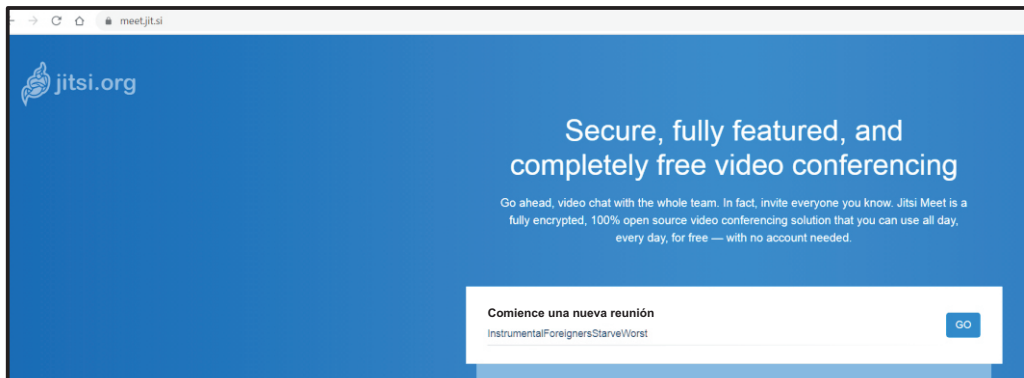 meet.jit.si
jitsi.org
Secure, fully featured, and
completely free video conferencing
Go ahead, video chat with the whole team. In fact, invite everyone you know. Jitsi Meet is a
fully encrypted, 100% open source video conferencing solution that you can use all day,
every day, for free — with no account needed.
Comience una nueva reunión
InstrumentalForeignersStarveWorst
GO